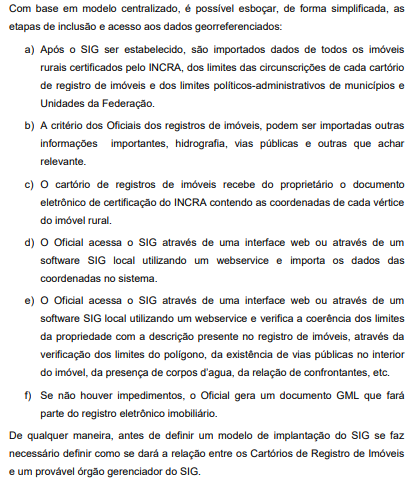 Com base em modelo centralizado, é possível esboçar, de forma simplificada, as
etapas de inclusão e acesso aos dados georreferenciados:
a) Após o SIG ser estabelecido, são importados dados de todos os imóveis
rurais certificados pelo INCRA, dos limites das circunscrições de cada cartório
de registro de imóveis e dos limites políticos-administrativos de municípios e
Unidades da Federação.
b) A critério dos Oficiais dos registros de imóveis, podem ser importadas outras
informações importantes, hidrografia, vias públicas e outras que achar
relevante.
c) O cartório de registros de imóveis recebe do proprietário o documento
eletrônico de certificação do INCRA contendo as coordenadas de cada vértice
do imóvel rural.
d) O Oficial acessa o SIG através de uma interface web ou através de um
software SIG local utilizando um webservice e importa os dados das
coordenadas no sistema.
e) O Oficial acessa o SIG através de uma interface web ou através de um
software SIG local utilizando um webservice e verifica a coerência dos limites
da propriedade com a descrição presente no registro de imóveis, através da
verificação dos limites do polígono, da existência de vias públicas no interior
do imóvel, da presença de corpos d'agua, da relação de confrontantes, etc.
f) Se não houver impedimentos, o Oficial gera um documento GML que fará
parte do registro eletrônico imobiliário.
De qualquer maneira, antes de definir um modelo de implantação do SIG se faz
necessário definir como se dará a relação entre os Cartórios de Registro de Imóveis
e um provável órgão gerenciador do SIG.